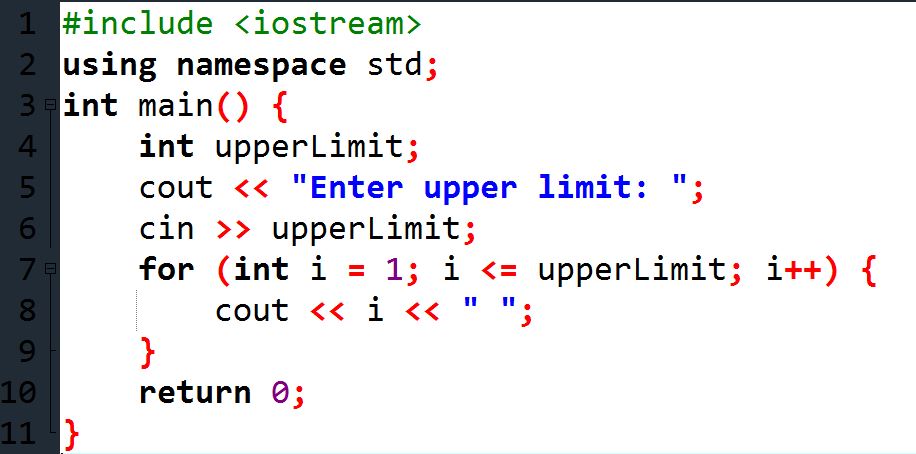 1 #include <iostream>
2 using namespace std;
3 int main() {
4     int upperLimit;
5     cout << "Enter upper limit: ";
6     cin >> upperLimit;
7     for (int i = 1; i <= upperLimit; i++) {
8         cout << i << " ";
9     }
10     return 0;
11 }